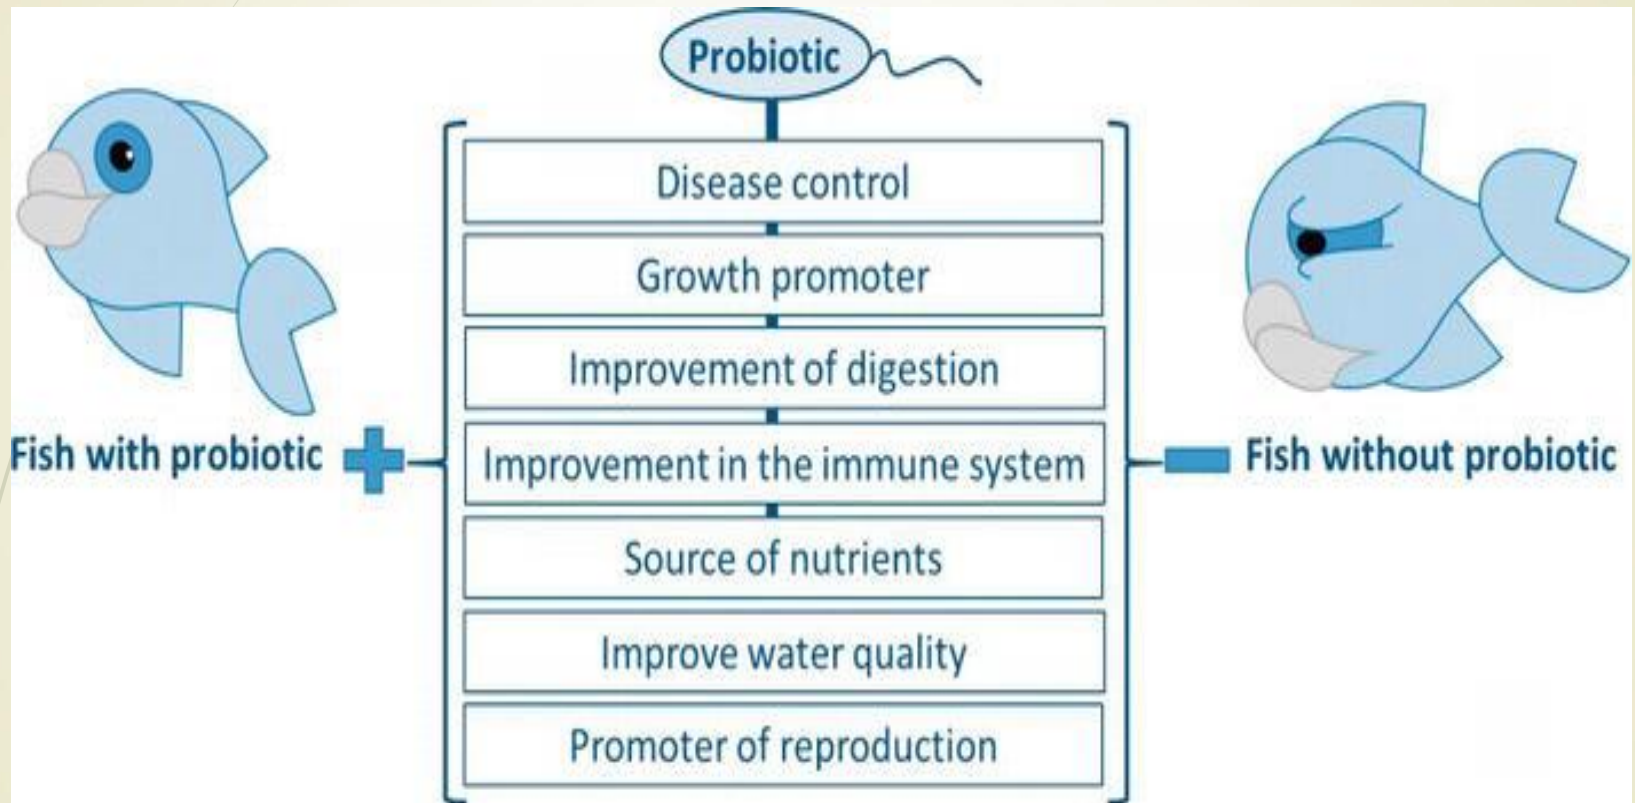 Probiotic
Disease control
Growth promoter
Improvement of digestion
Improvement in the immune system
Source of nutrients
Improve water quality
Promoter of reproduction
Fish with probiotic
Fish without probiotic